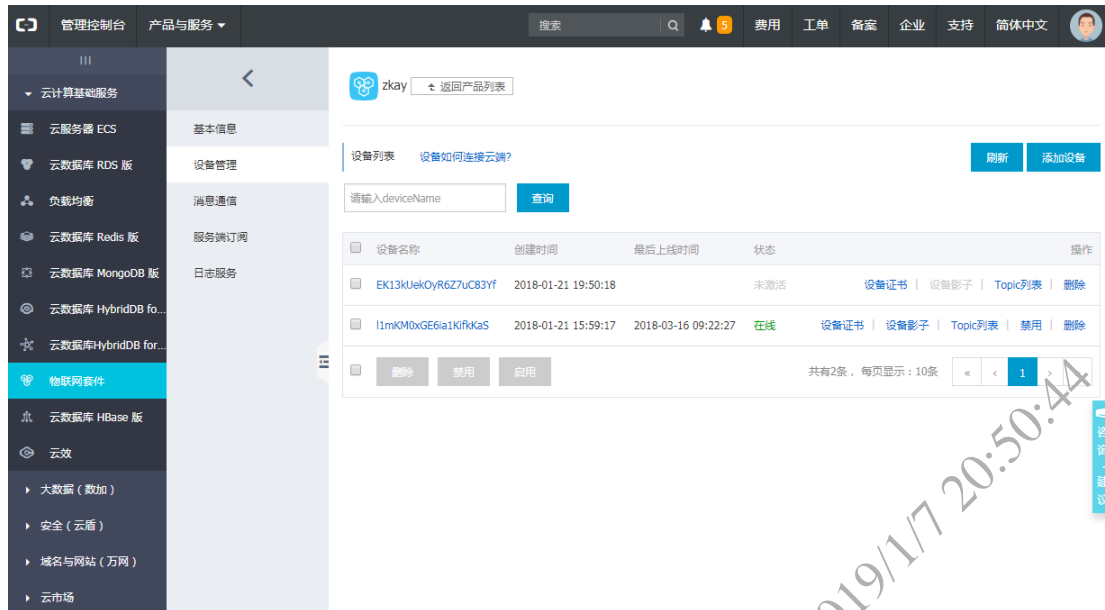 管理控制台 产品与服务 搜索 5 费用 工单 备案 企业 支持 简体中文
云计算基础服务
云服务器 ECS
云数据库 RDS 版
负载均衡
云数据库 Redis 版
云数据库 MongoDB 版
云数据库 HybridDB fo...
云数据库HybridDB for...
物联网套件
云数据库 HBase 版
云效
大数据（数加）
安全（云盾）
域名与网站（万网）
云市场
基本信息
设备管理
消息通信
服务端订阅
日志服务
zkay 返回产品列表
设备列表 设备如何连接云端? 刷新 添加设备
请输入deviceName 查询
设备名称 创建时间 最后上线时间 状态 操作
EK13kUekOyR6Z7uC83Yf 2018-01-21 19:50:18 未激活 设备证书 | 设备影子 | Topic列表 | 删除
l1mKM0xGE6ia1KifkKaS 2018-01-21 15:59:17 2018-03-16 09:22:27 在线 设备证书 | 设备影子 | Topic列表 | 禁用 | 删除
删除 禁用 启用 共有2条，每页显示：10条 « ‹ 1 ›
咨询·建议
019/1/7 20:50:44